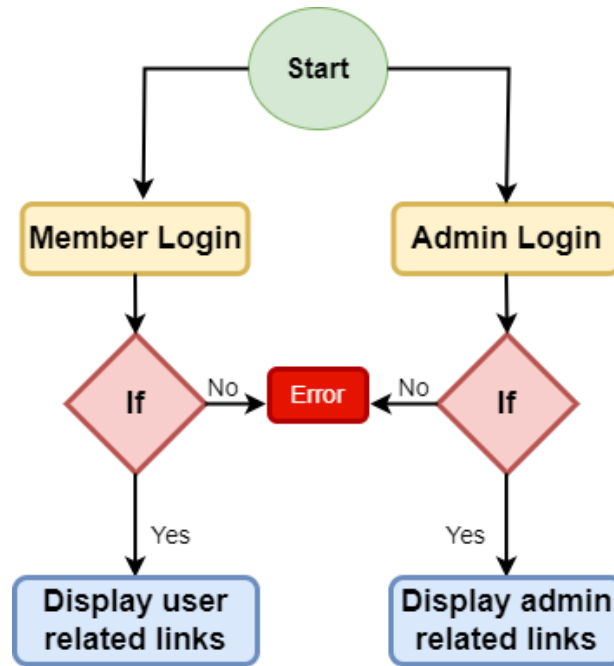 Start
Member Login
Admin Login
If
No
Error
No
If
Yes
Yes
Display user
related links
Display admin
related links